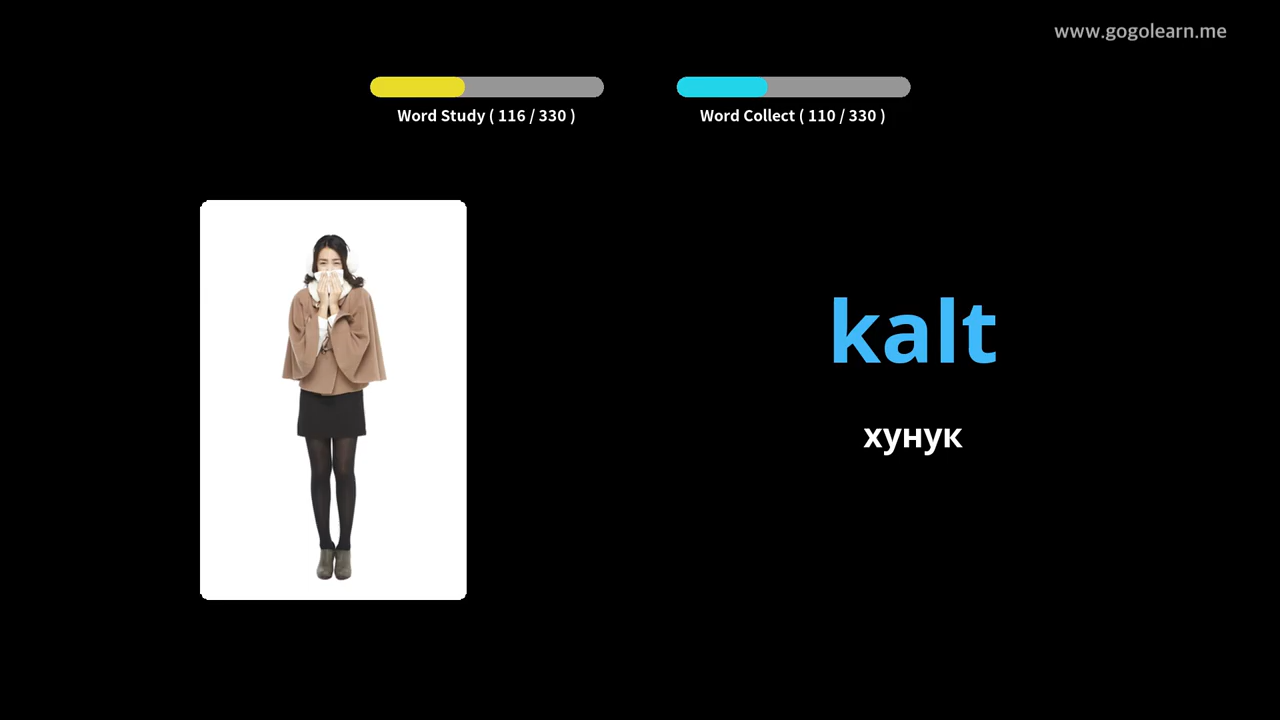 www.gogolearn.me
Word Study ( 116 / 330 )
Word Collect ( 110 / 330 )
kalt
хунук